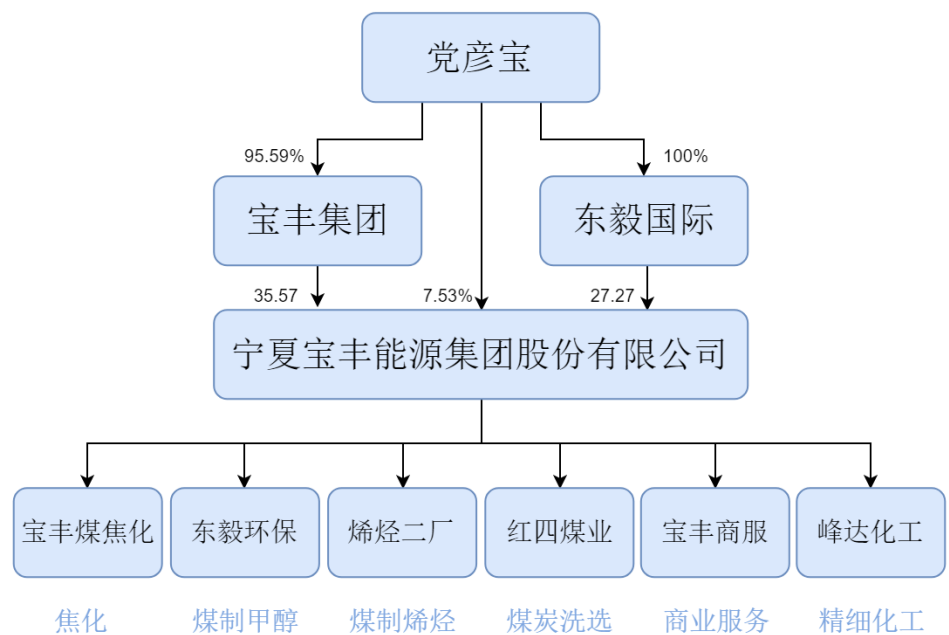 党彦宝
95.59%
100%
宝丰集团
东毅国际
35.57
7.53%
27.27
宁夏宝丰能源集团股份有限公司
宝丰煤焦化
东毅环保
烯烃二厂
红四煤业
宝丰商服
峰达化工
焦化
煤制甲醇
煤制烯烃
煤炭洗选
商业服务
精细化工